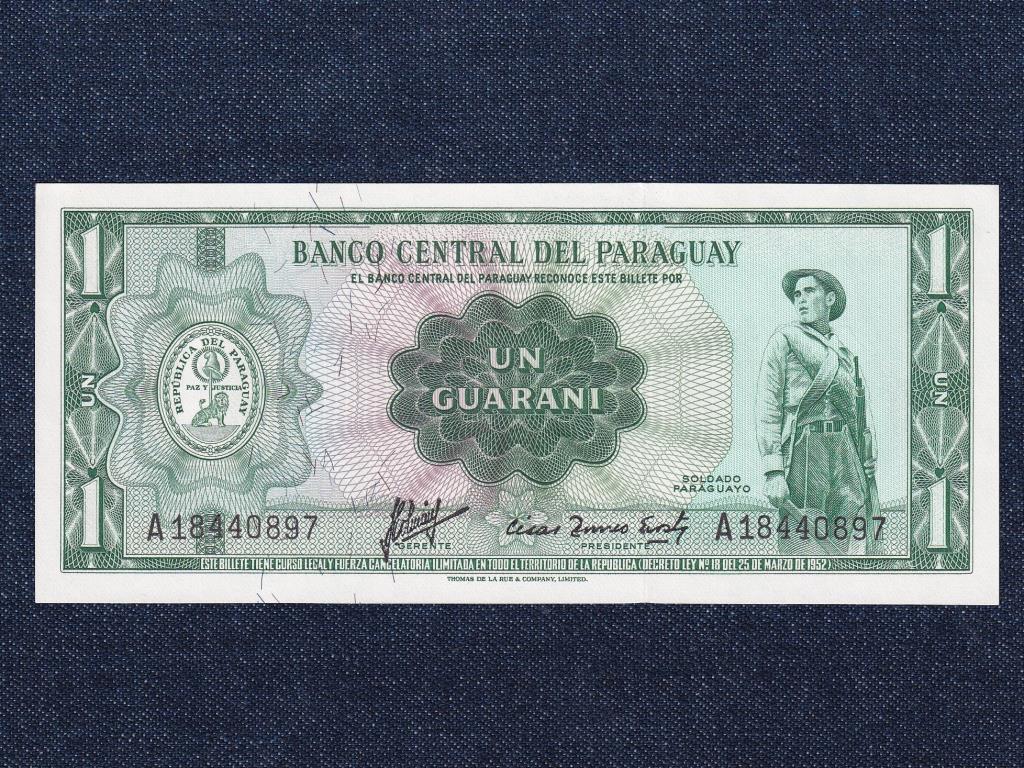 1 1
BANCO CENTRAL DEL PARAGUAY
EL BANCO CENTRAL DEL PARAGUAY RECONOCE ESTE BILLETE POR
REPÚBLICA DEL PARAGUAY
PAZ Y JUSTICIA
UN
GUARANI
UN UN
SOLDADO
PARAGUAYO
1 1
A18440897 A18440897
GERENTE PRESIDENTE
ESTE BILLETE TIENE CURSO LEGAL Y FUERZA CANCELATORIA ILIMITADA EN TODO EL TERRITORIO DE LA REPUBLICA (DECRETO LEY Nº 18 DEL 25 DE MARZO DE 1952)
THOMAS DE LA RUE & COMPANY, LIMITED.